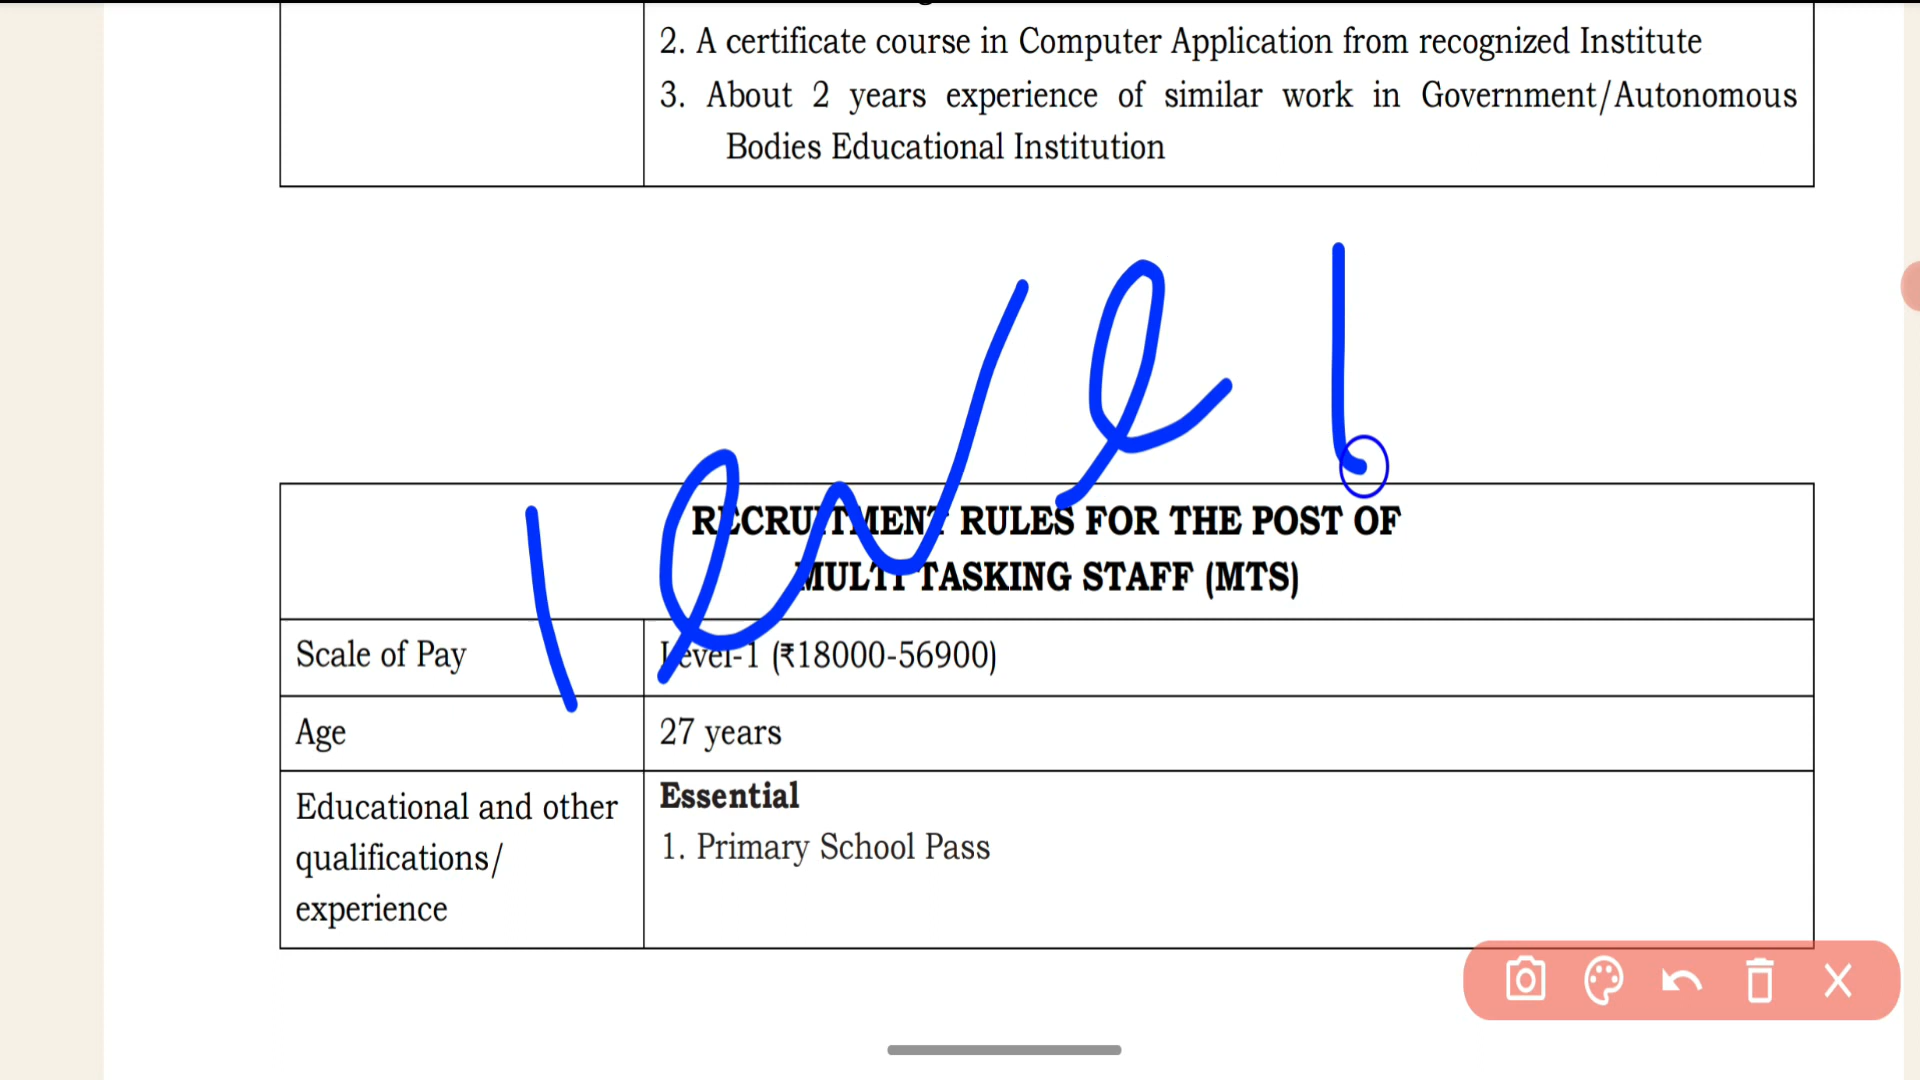 2. A certificate course in Computer Application from recognized Institute
3. About 2 years experience of similar work in Government/Autonomous
Bodies Educational Institution
level
RECRUITMENT RULES FOR THE POST OF
MULTI TASKING STAFF (MTS)
Scale of Pay Level-1 (₹18000-56900)
Age 27 years
Educational and other qualifications/ experience
Essential
1. Primary School Pass